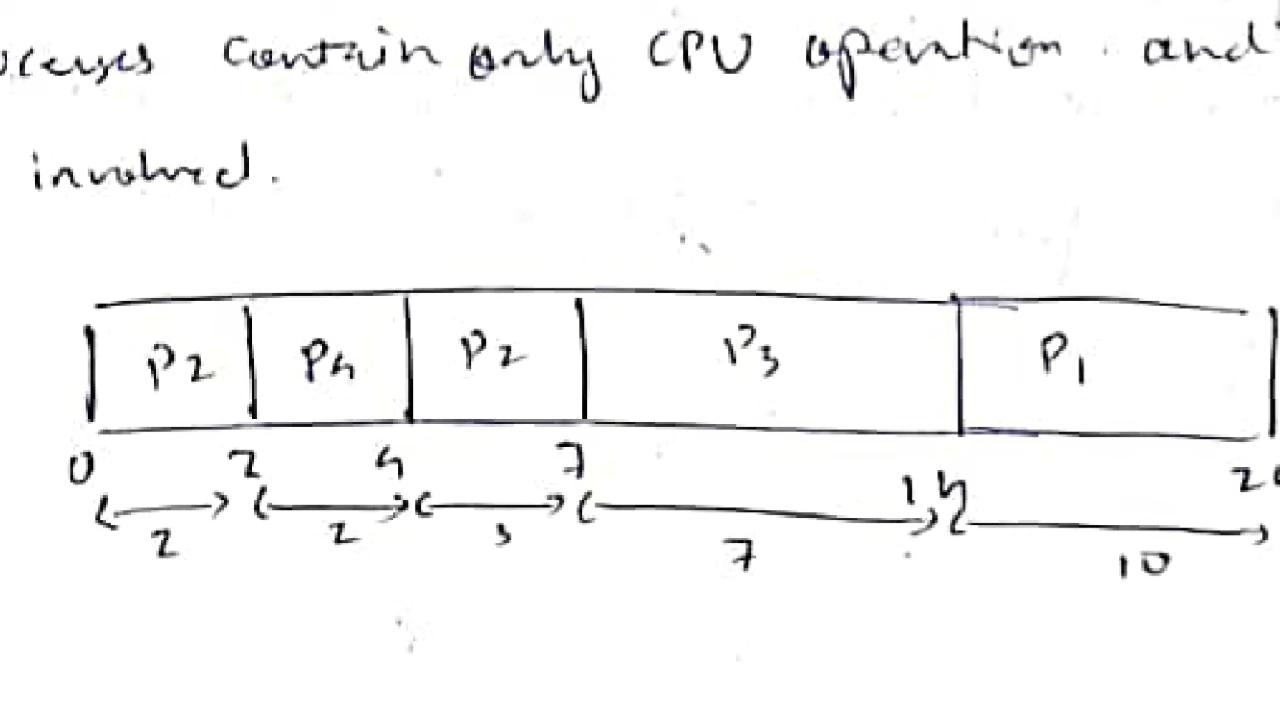 contain only CPU operation. and
involved.
P2 P4 P2 P3 P1
0 2 4 7 14
2 2 3 7 10